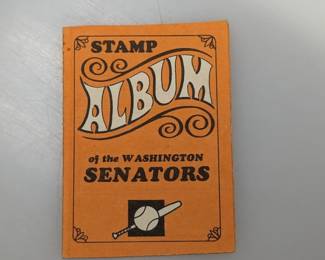 STAMP
ALBUM
of the WASHINGTON
SENATORS